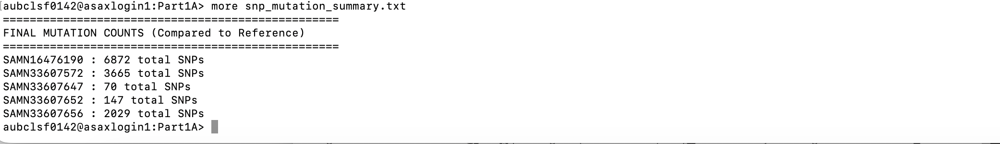 aubclsf0142@asaxlogin1:Part1A> more snp_mutation_summary.txt
==================================================
FINAL MUTATION COUNTS (Compared to Reference)
==================================================
SAMN16476190 : 6872 total SNPs
SAMN33607572 : 3665 total SNPs
SAMN33607647 : 70 total SNPs
SAMN33607652 : 147 total SNPs
SAMN33607656 : 2029 total SNPs
aubclsf0142@asaxlogin1:Part1A>